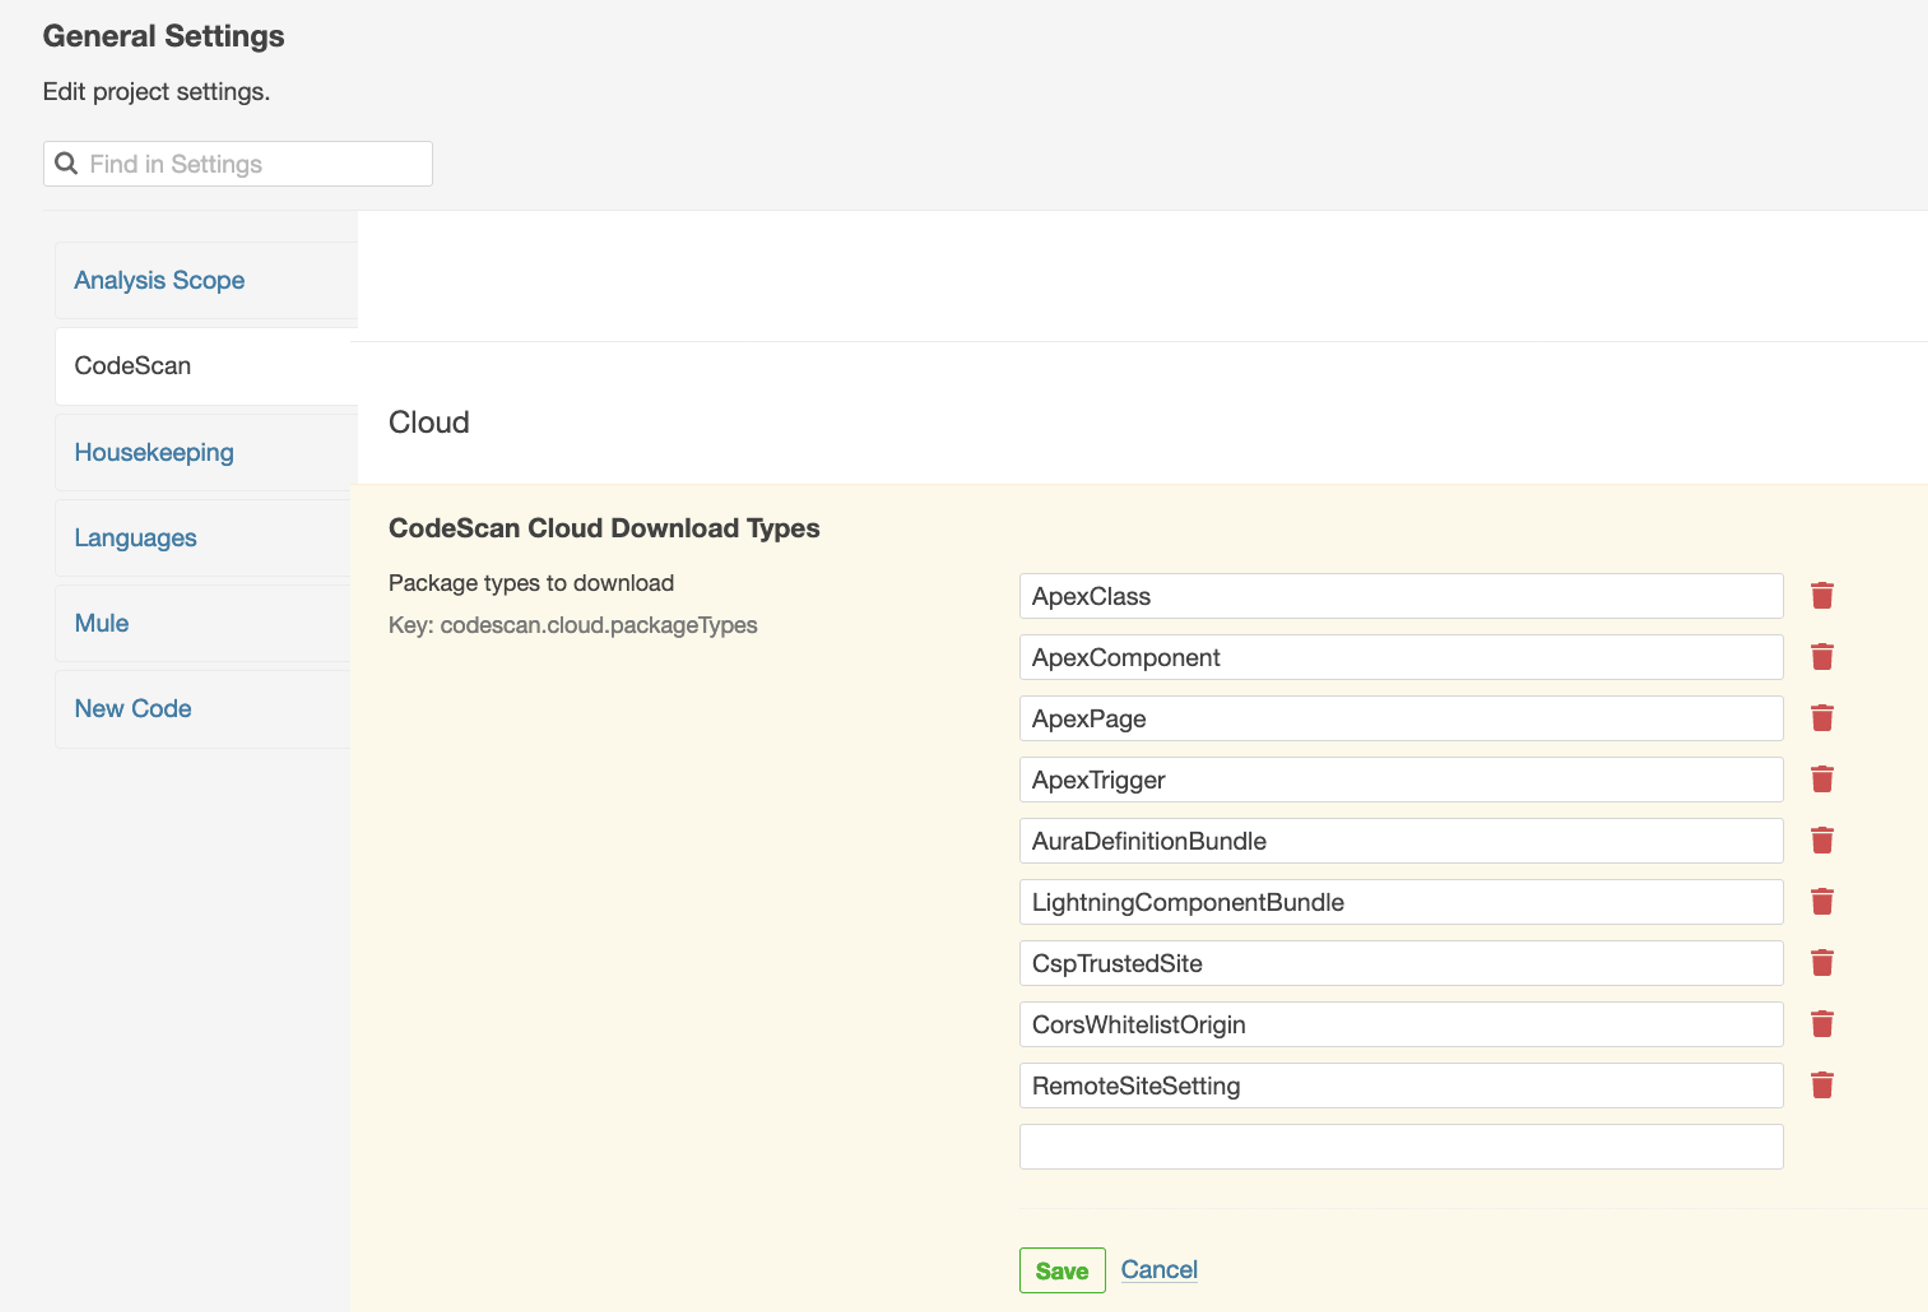 General Settings
Edit project settings.
Find in Settings
Analysis Scope
CodeScan
Housekeeping
Languages
Mule
New Code
Cloud
CodeScan Cloud Download Types
Package types to download
Key: codescan.cloud.packageTypes
ApexClass
ApexComponent
ApexPage
ApexTrigger
AuraDefinitionBundle
LightningComponentBundle
CspTrustedSite
CorsWhitelistOrigin
RemoteSiteSetting
Save Cancel